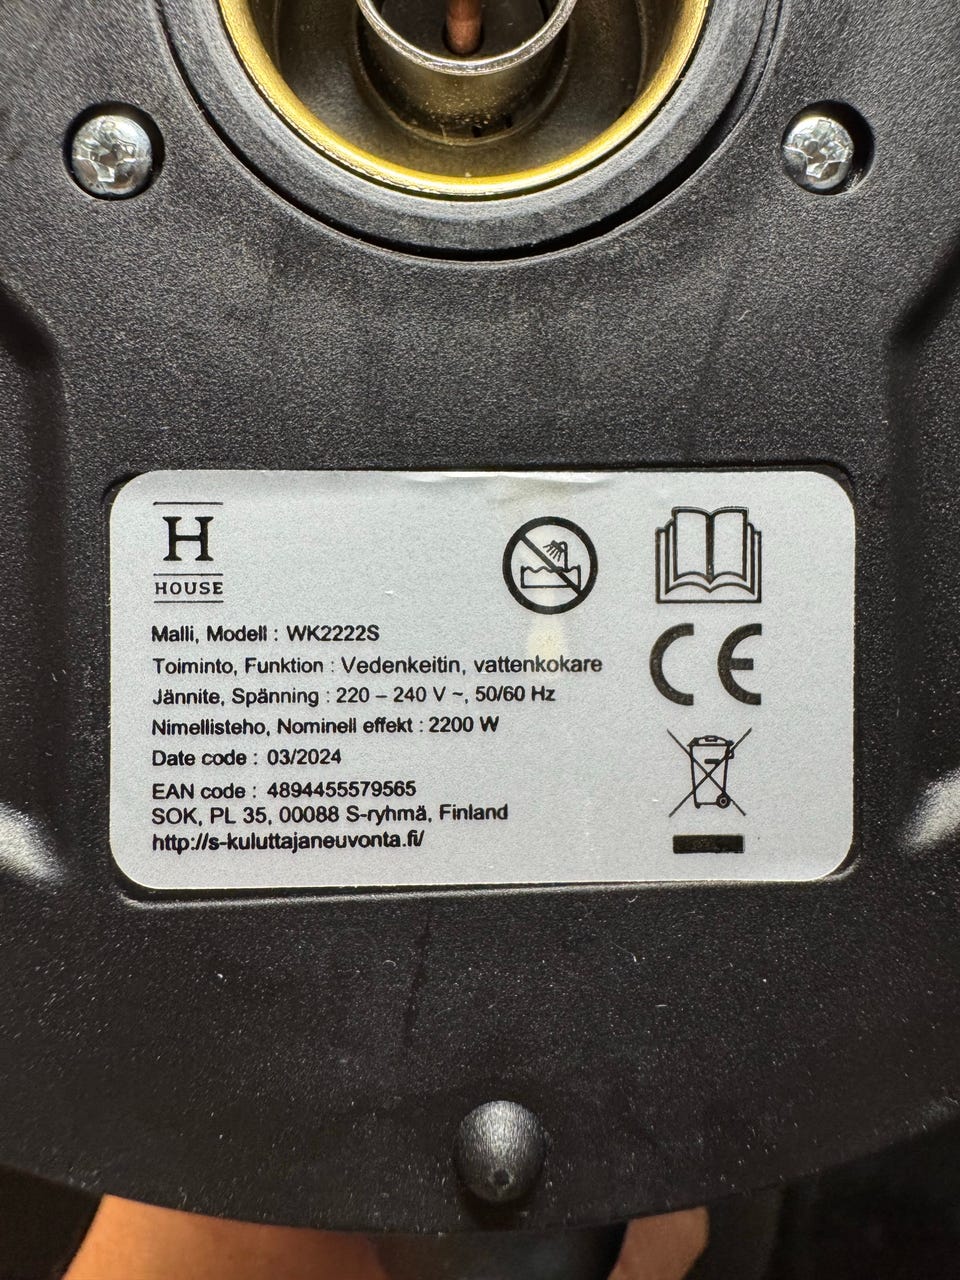 H
HOUSE
Malli, Modell : WK2222S
Toiminto, Funktion : Vedenkeitin, vattenkokare
Jännite, Spänning : 220 – 240 V ~, 50/60 Hz
Nimellisteho, Nominell effekt : 2200 W
Date code : 03/2024
EAN code : 4894455579565
SOK, PL 35, 00088 S-ryhmä, Finland
http://s-kuluttajaneuvonta.fi/
CE